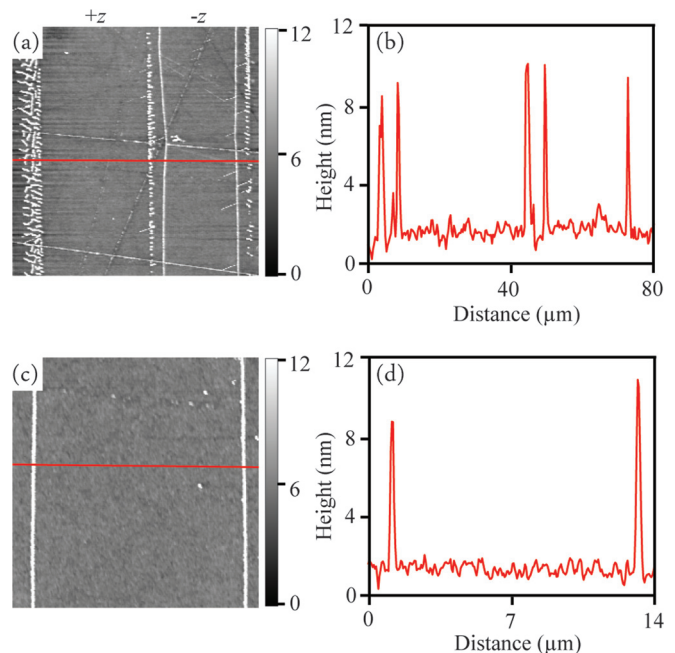 +z -z
(a)
12
6
0
(b)
12
8
4
0
Height (nm)
0 40 80
Distance (µm)
(c)
12
6
0
(d)
12
8
4
0
Height (nm)
0 7 14
Distance (µm)